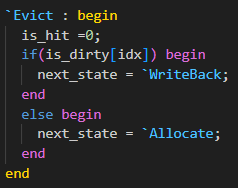 `Evict : begin
is_hit =0;
if(is_dirty[idx]) begin
next_state = `WriteBack;
end
else begin
next_state = `Allocate;
end
end